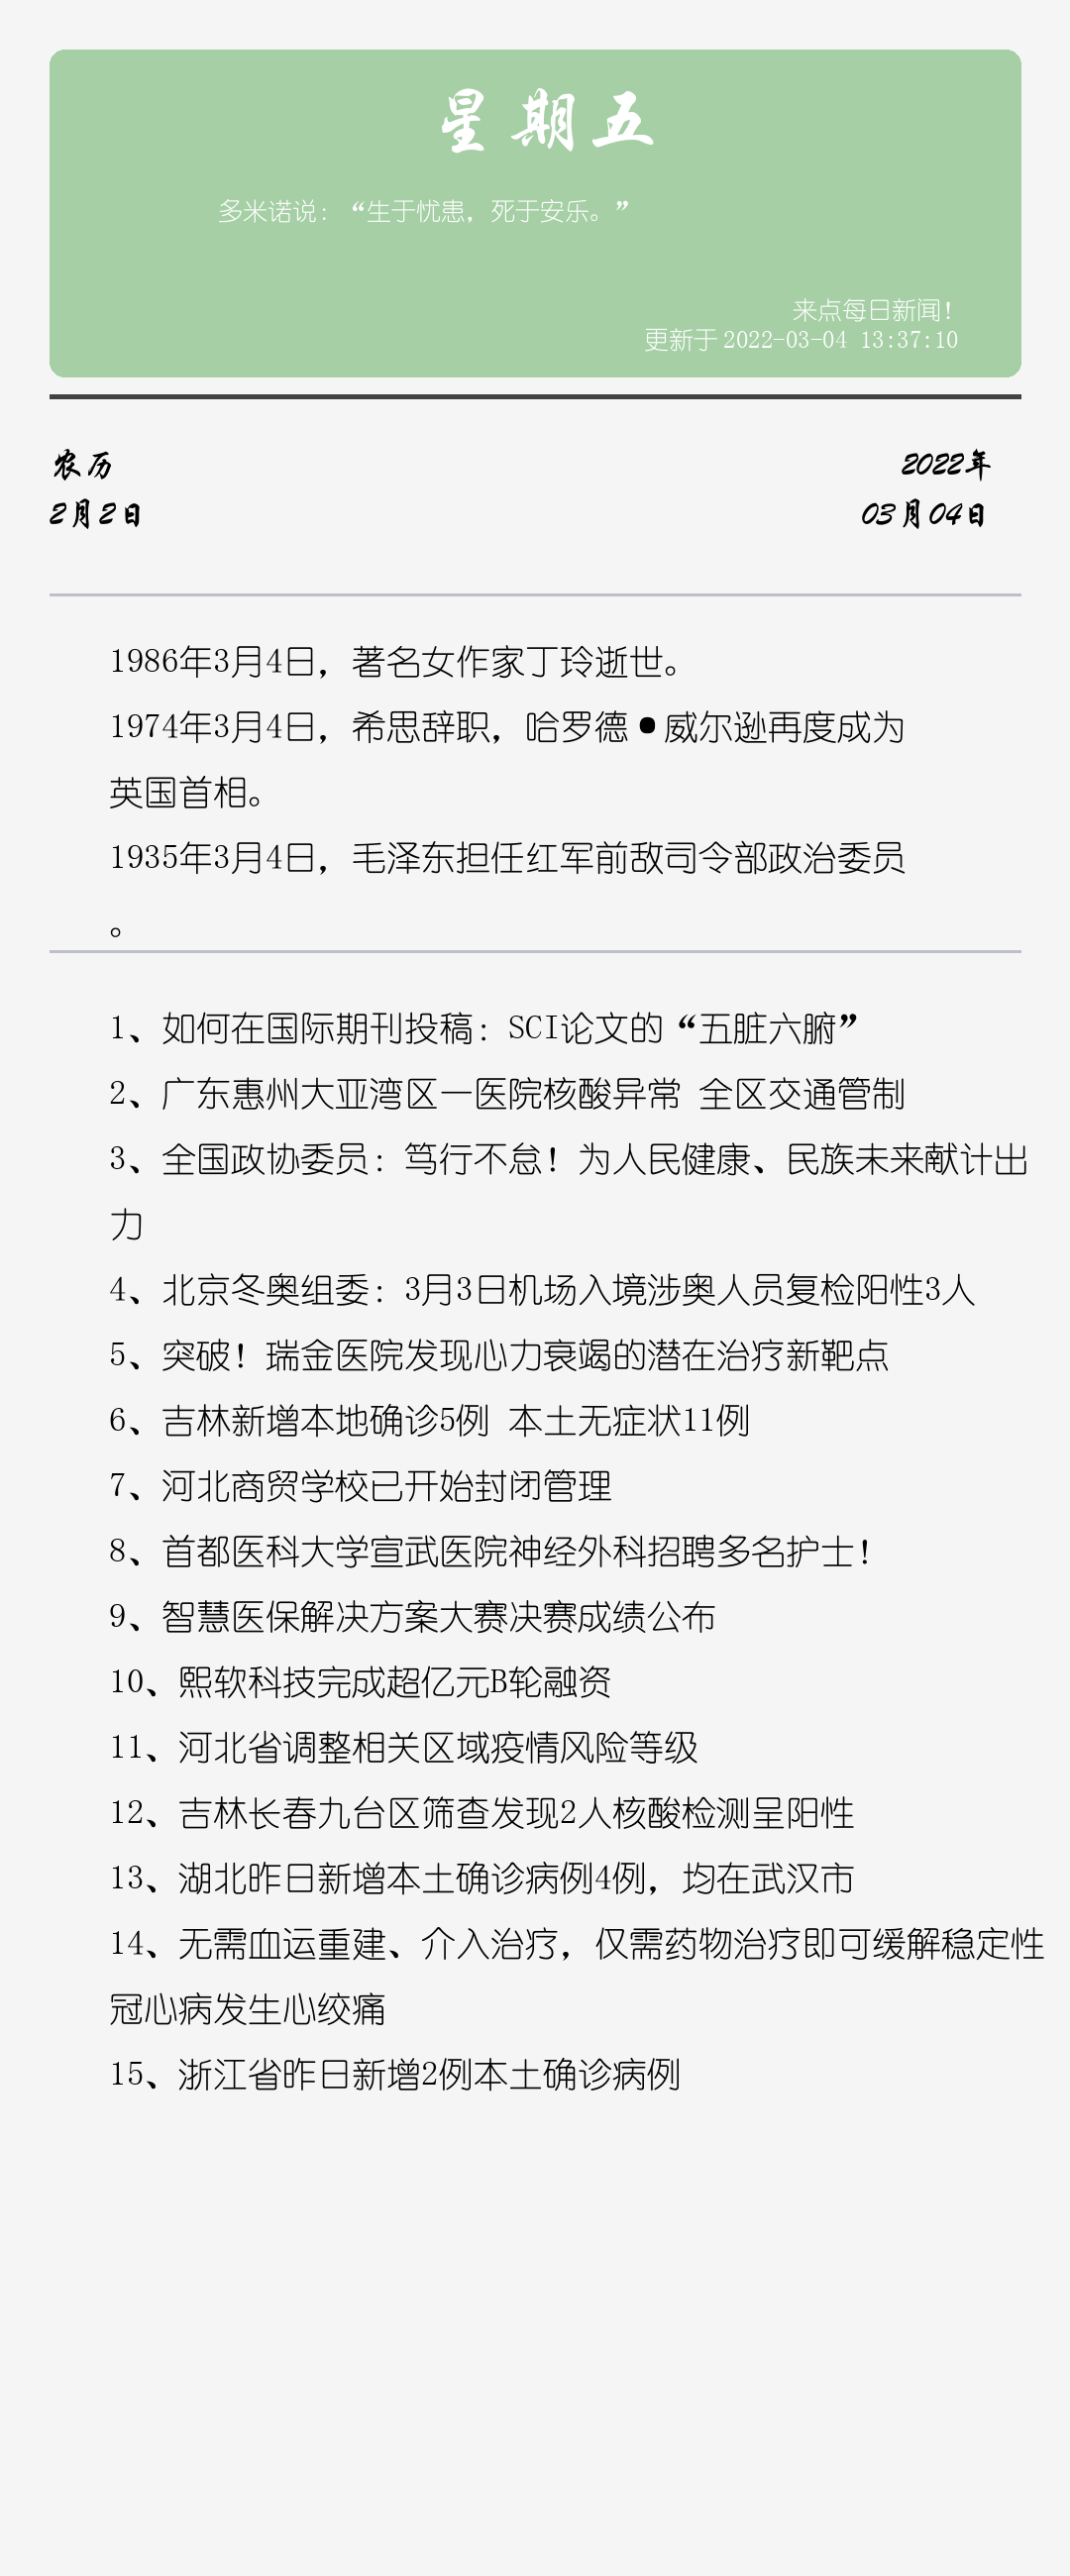 星期五
多米诺说：“生于忧患，死于安乐。”
来点每日新闻！
更新于2022-03-04 13:37:10
农历
2月2日
2022年
03月04日
1986年3月4日，著名女作家丁玲逝世。
1974年3月4日，希思辞职，哈罗德•威尔逊再度成为
英国首相。
1935年3月4日，毛泽东担任红军前敌司令部政治委员
。
1、如何在国际期刊投稿：SCI论文的“五脏六腑”
2、广东惠州大亚湾区一医院核酸异常 全区交通管制
3、全国政协委员：笃行不怠！为人民健康、民族未来献计出
力
4、北京冬奥组委：3月3日机场入境涉奥人员复检阳性3人
5、突破！瑞金医院发现心力衰竭的潜在治疗新靶点
6、吉林新增本地确诊5例 本土无症状11例
7、河北商贸学校已开始封闭管理
8、首都医科大学宣武医院神经外科招聘多名护士！
9、智慧医保解决方案大赛决赛成绩公布
10、熙软科技完成超亿元B轮融资
11、河北省调整相关区域疫情风险等级
12、吉林长春九台区筛查发现2人核酸检测呈阳性
13、湖北昨日新增本土确诊病例4例，均在武汉市
14、无需血运重建、介入治疗，仅需药物治疗即可缓解稳定性
冠心病发生心绞痛
15、浙江省昨日新增2例本土确诊病例